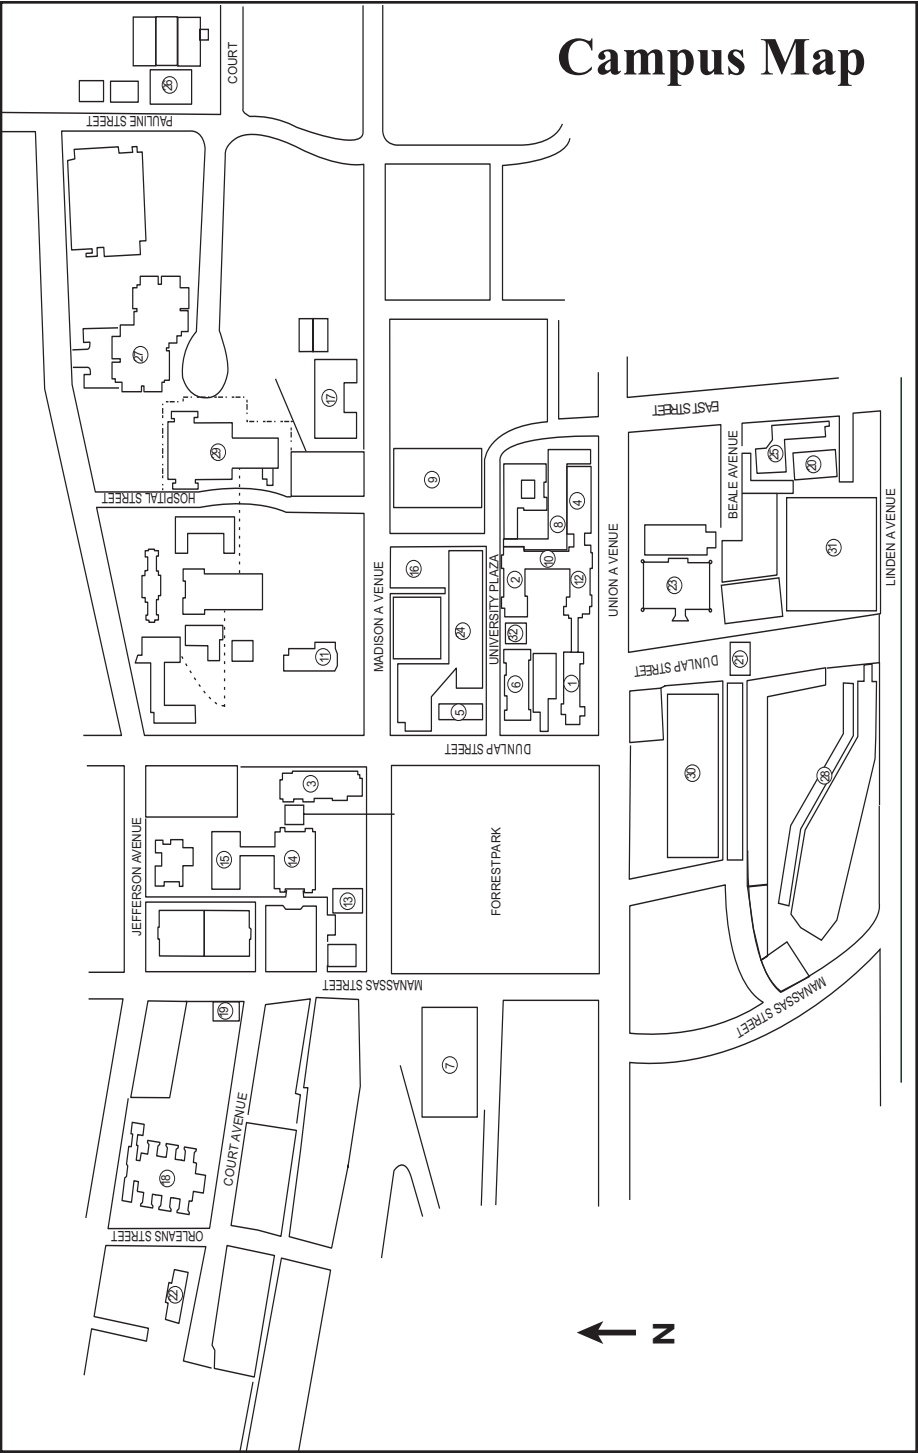 Campus Map
COURT
26
PAULINE STREET
27
17
29
HOSPITAL STREET
9
EAST STREET
BEALE AVENUE
25
20
4
8
10
2
12
32
6
1
UNIVERSITY PLAZA
UNION A VENUE
LINDEN A VENUE
31
23
16
24
5
MADISON A VENUE
11
DUNLAP STREET
21
DUNLAP STREET
30
28
3
15
14
13
JEFFERSON AVENUE
FORREST PARK
MANASSAS STREET
MANASSAS STREET
19
7
COURT AVENUE
18
ORLEANS STREET
22
N